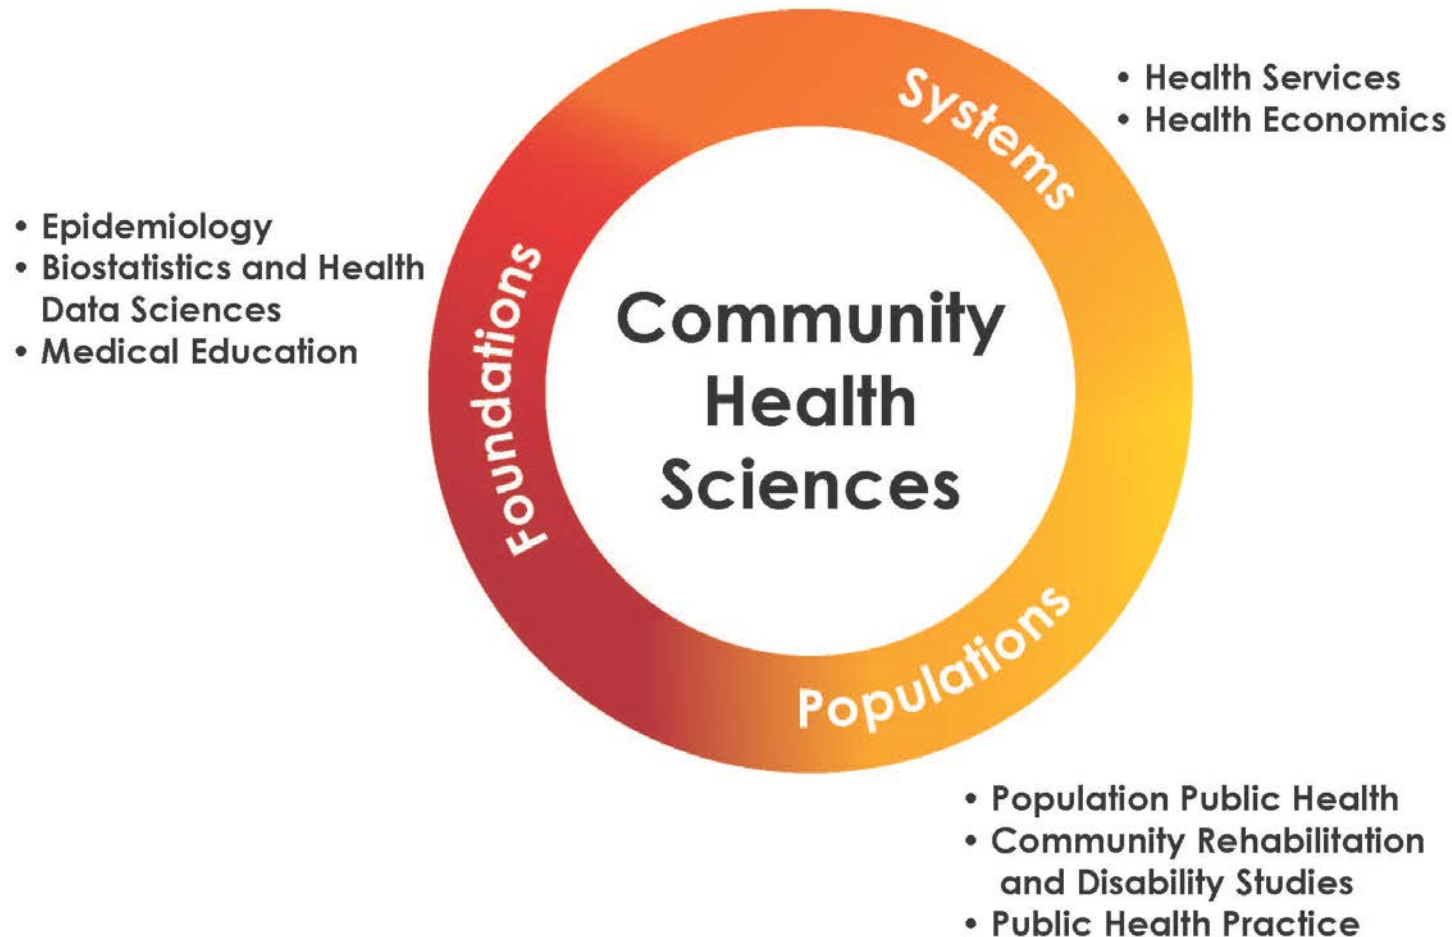 Systems
• Health Services
• Health Economics
• Epidemiology
• Biostatistics and Health
Data Sciences
• Medical Education
Foundations
Community
Health
Sciences
Populations
• Population Public Health
• Community Rehabilitation
and Disability Studies
• Public Health Practice